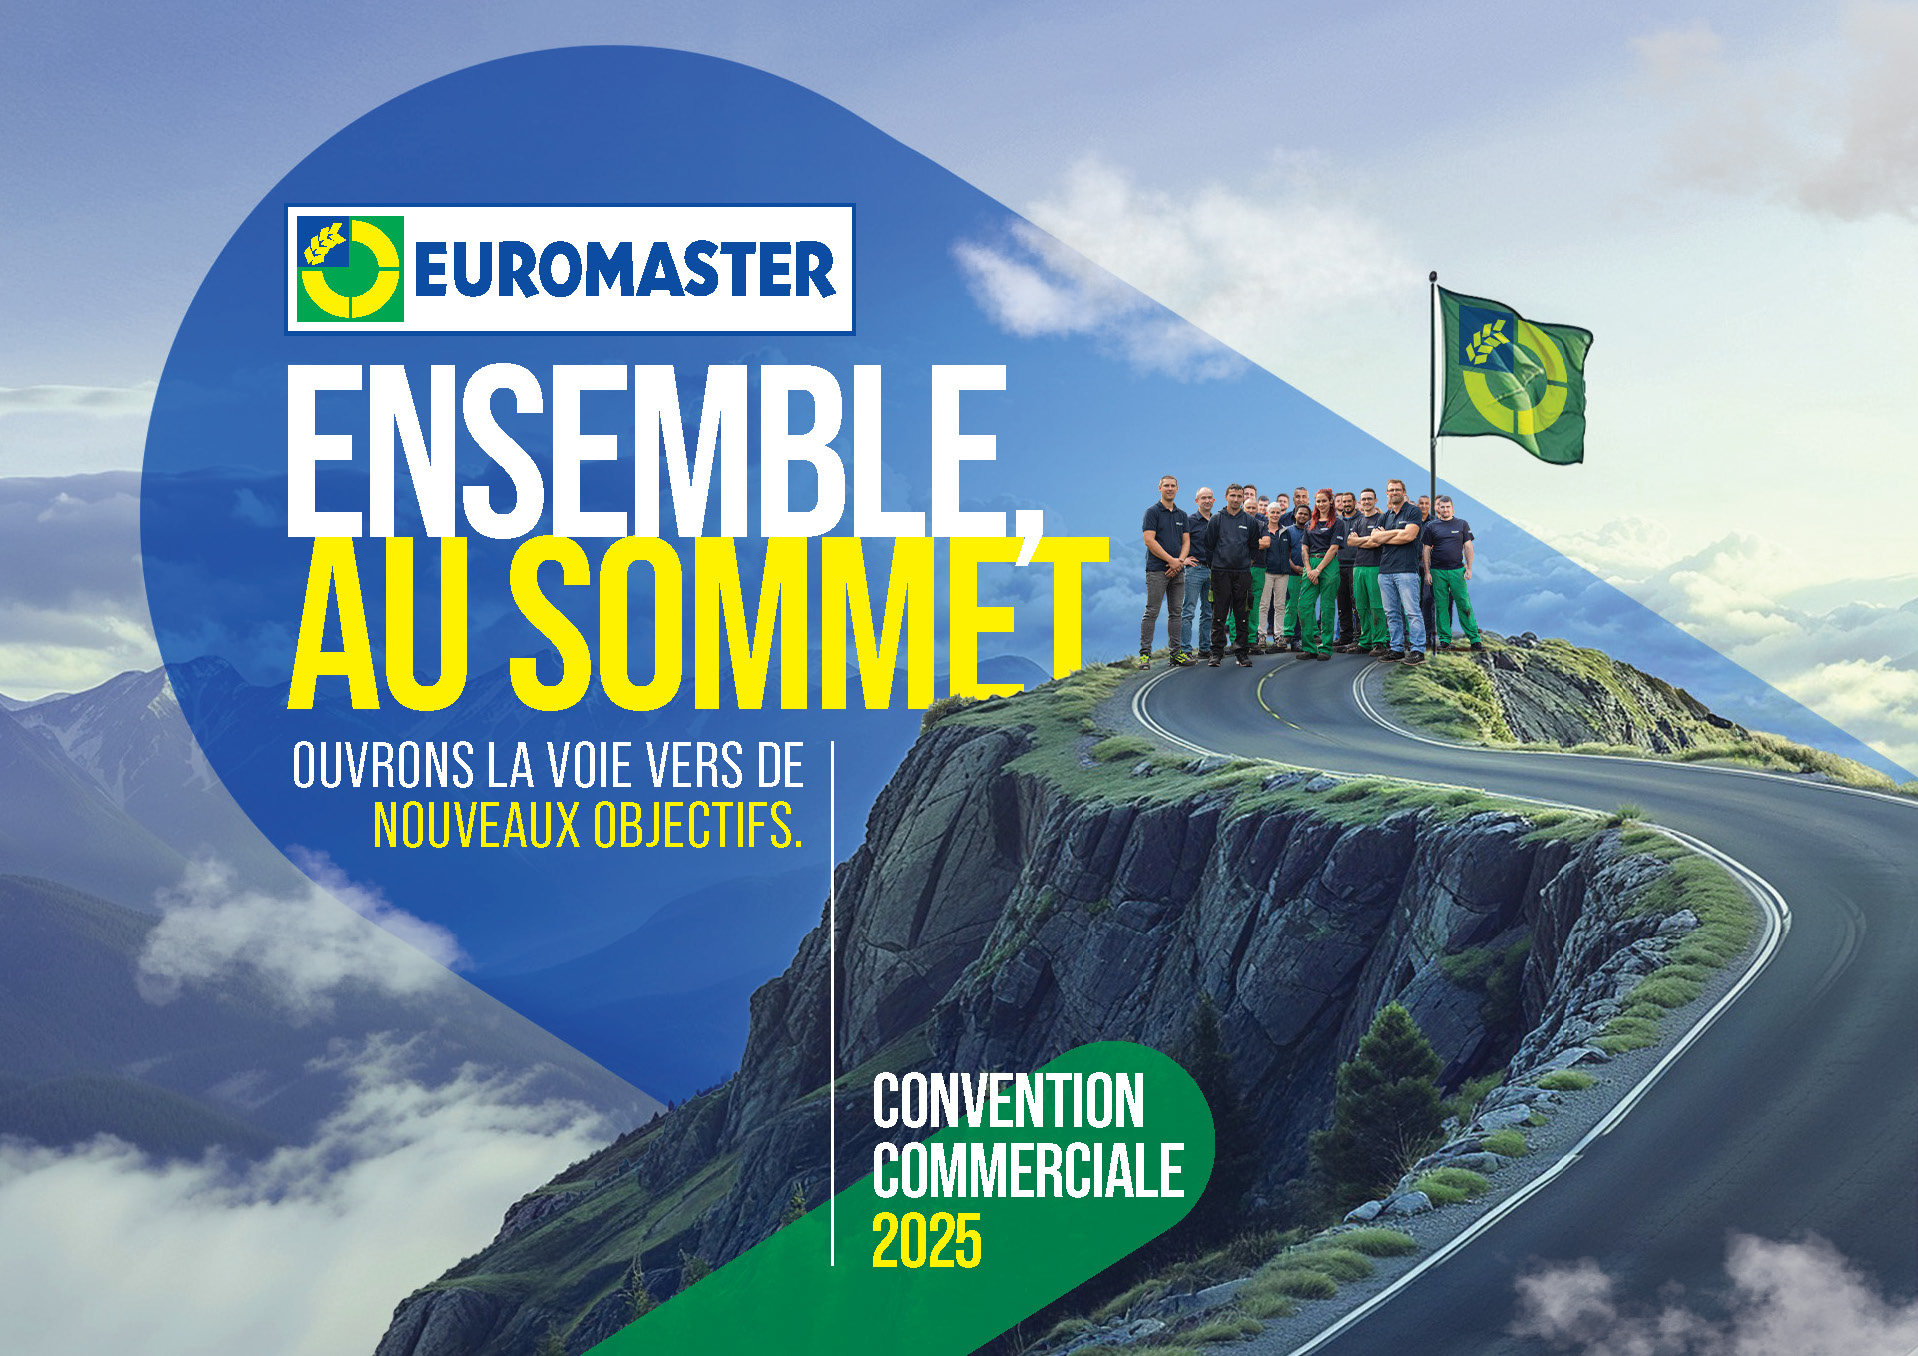 EUROMASTER
ENSEMBLE,
AU SOMMET
OUVRONS LA VOIE VERS DE
NOUVEAUX OBJECTIFS.
CONVENTION
COMMERCIALE
2025